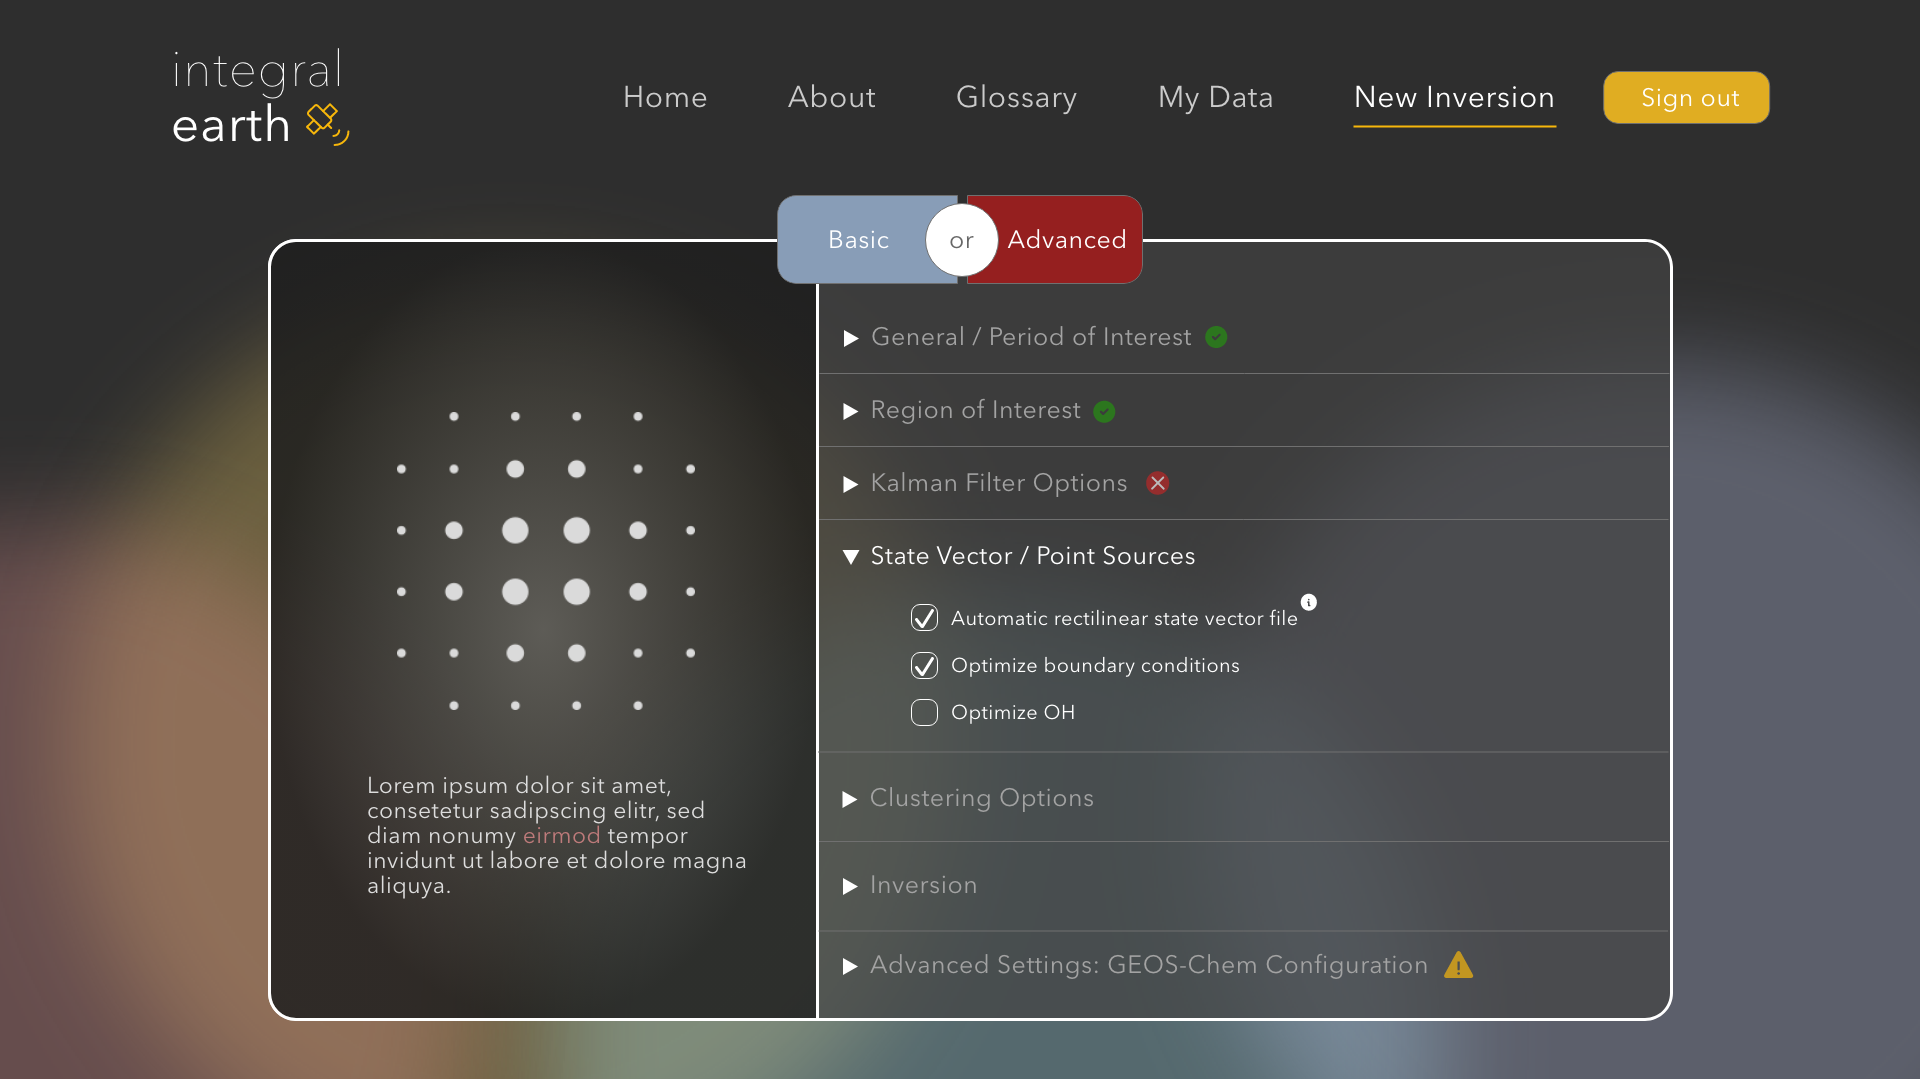 integral
earth
Home
About
Glossary
My Data
New Inversion
Sign out
Basic
or
Advanced
General / Period of Interest
Region of Interest
Kalman Filter Options
State Vector / Point Sources
Automatic rectilinear state vector file
i
Optimize boundary conditions
Optimize OH
Clustering Options
Inversion
Advanced Settings: GEOS-Chem Configuration
Lorem ipsum dolor sit amet,
consetetur sadipscing elitr, sed
diam nonumy eirmod tempor
invidunt ut labore et dolore magna
aliquya.